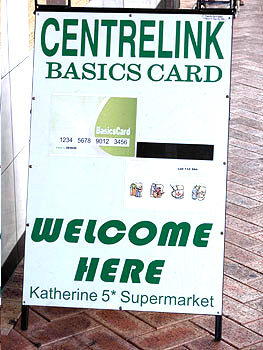 CENTRELINK
BASICS CARD
BasicsCard
1234 5678 9012 3456
WELCOME
HERE
Katherine 5* Supermarket